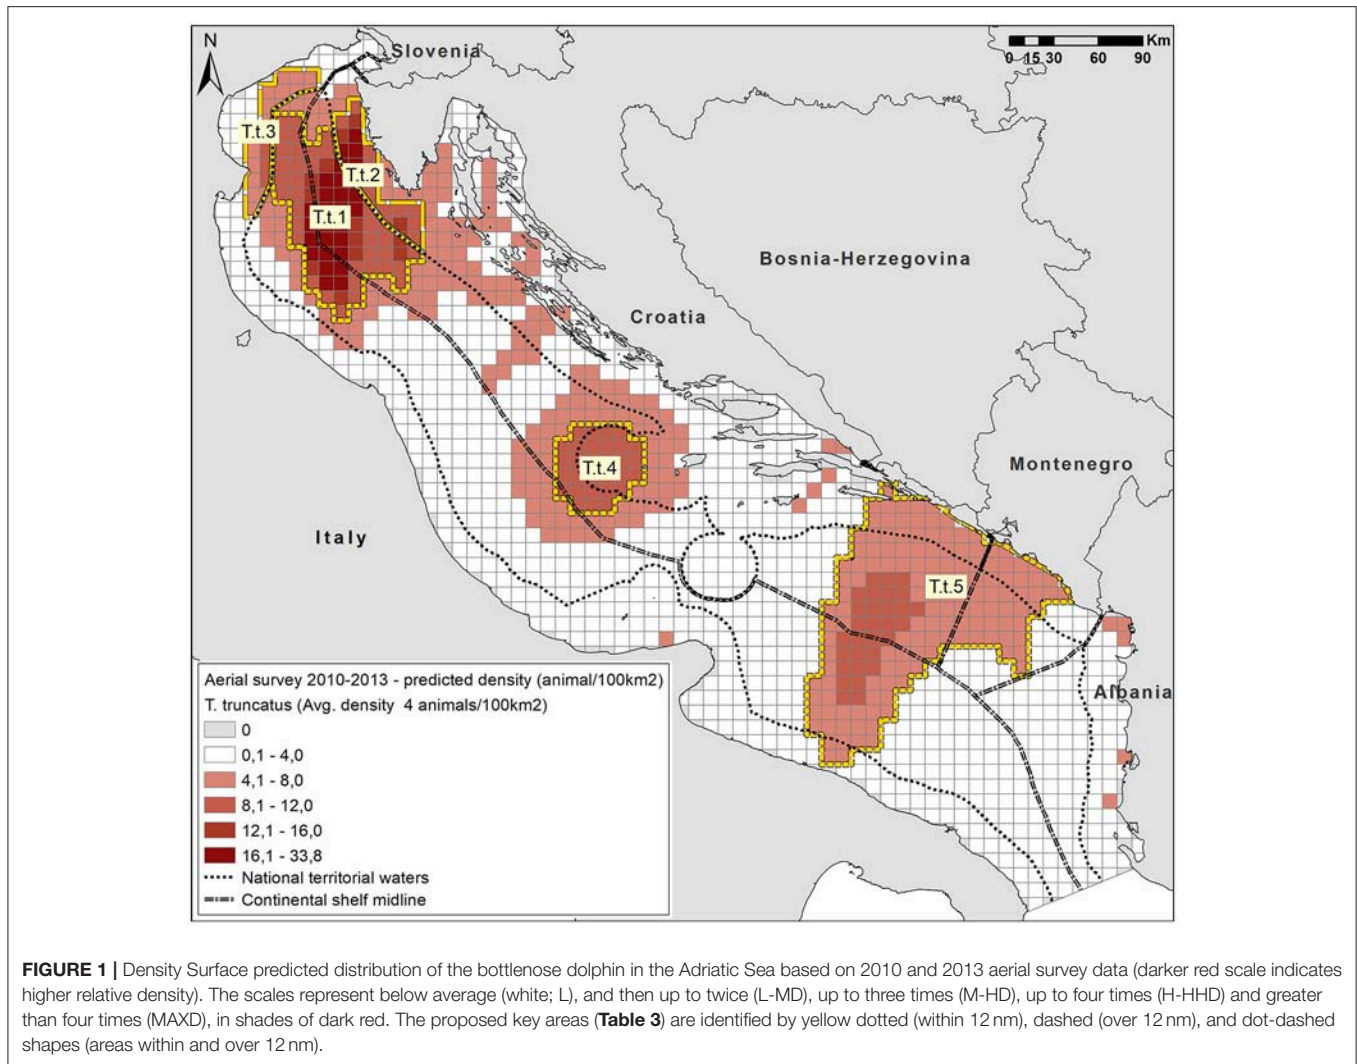 N
Slovenia
Km
0 15 30 60 90
T.t.3
T.t.2
T.t.1
Bosnia-Herzegovina
Croatia
T.t.4
Montenegro
Italy
T.t.5
Albania
Aerial survey 2010-2013 - predicted density (animal/100km2)
T. truncatus (Avg. density 4 animals/100km2)
0
0,1 - 4,0
4,1 - 8,0
8,1 - 12,0
12,1 - 16,0
16,1 - 33,8
National territorial waters
Continental shelf midline
FIGURE 1 | Density Surface predicted distribution of the bottlenose dolphin in the Adriatic Sea based on 2010 and 2013 aerial survey data (darker red scale indicates
higher relative density). The scales represent below average (white; L), and then up to twice (L-MD), up to three times (M-HD), up to four times (H-HHD) and greater
than four times (MAXD), in shades of dark red. The proposed key areas (Table 3) are identified by yellow dotted (within 12 nm), dashed (over 12 nm), and dot-dashed
shapes (areas within and over 12 nm).